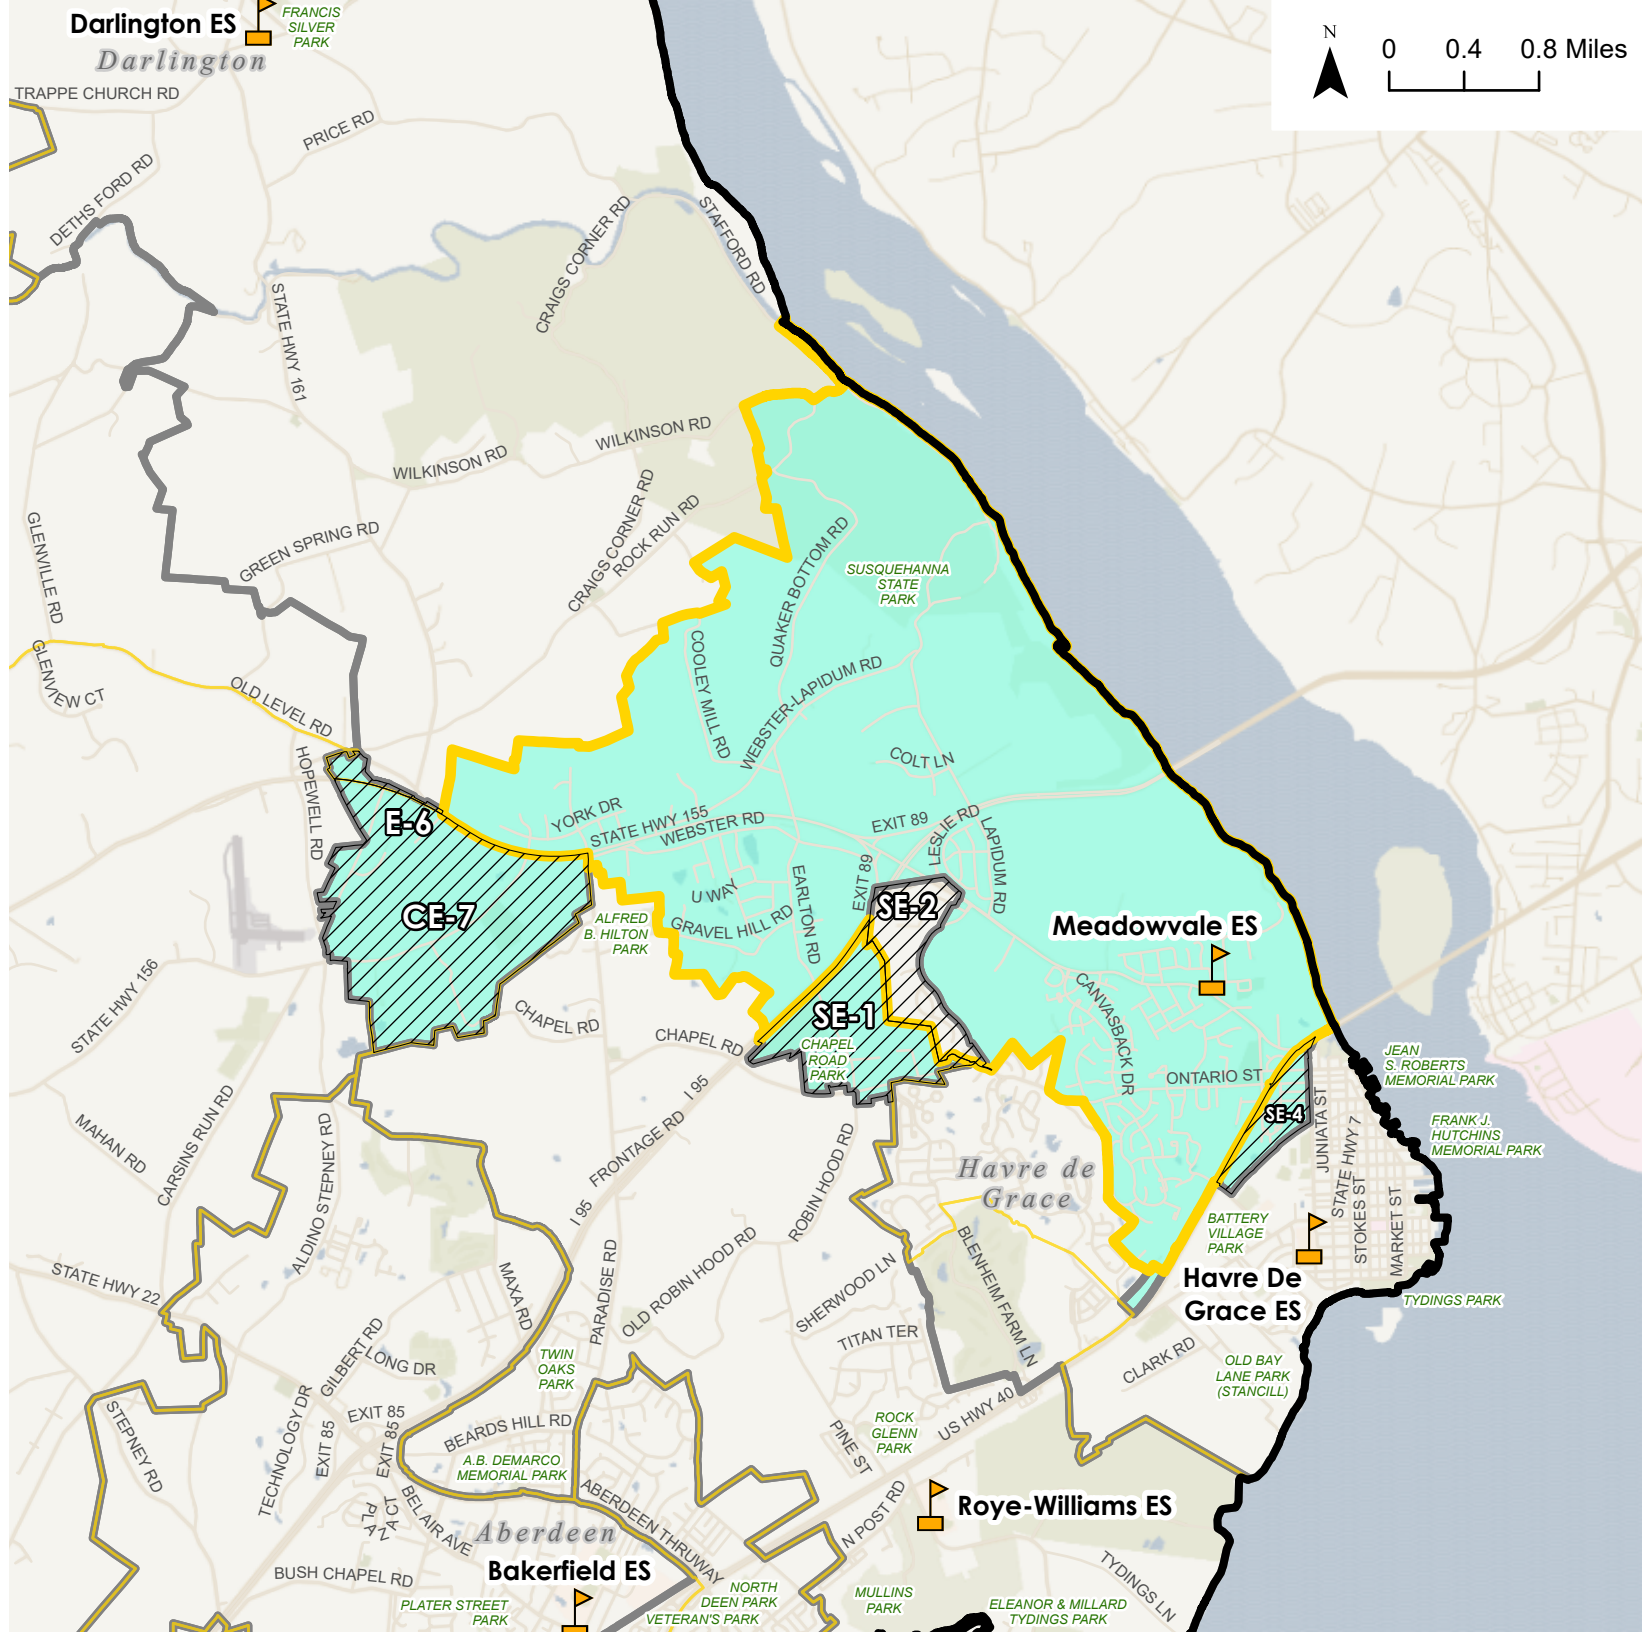 Darlington ES
FRANCIS
SILVER
PARK
Darlington
N
0 0.4 0.8 Miles
TRAPPE CHURCH RD
PRICE RD
DETHS FORD RD
STATE HWY 161
CRAIGS CORNER RD
STAFFORD RD
WILKINSON RD
WILKINSON RD
CRAIGS CORNER RD
ROCK RUN RD
GREEN SPRING RD
GLENVILLE RD
GLENVIEW CT
OLD LEVEL RD
HOPEWELL RD
QUAKER BOTTOM RD
SUSQUEHANNA
STATE
PARK
COOLEY MILL RD
WEBSTER-LAPIDUM RD
COLT LN
YORK DR
STATE HWY 155
WEBSTER RD
EXIT 89
LESLIE RD
LAPIDUM RD
E-6
CE-7
U WAY
GRAVEL HILL RD
EARLTON RD
EXIT 89
SE-2
ALFRED
B. HILTON
PARK
Meadowvale ES
STATE HWY 156
CHAPEL RD
CHAPEL RD
SE-1
CHAPEL
ROAD
PARK
CANVASBACK DR
ONTARIO ST
SE-4
JEAN
S. ROBERTS
MEMORIAL PARK
FRANK J.
HUTCHINS
MEMORIAL PARK
JUNIATA ST
STATE HWY 7
STOKES ST
MARKET ST
I 95
FRONTAGE RD
I 95
MAHAN RD
CARSINS RUN RD
ALDINO STEPNEY RD
ROBIN HOOD RD
Havre de
Grace
BATTERY
VILLAGE
PARK
Havre De
Grace ES
TYDINGS PARK
STATE HWY 22
MAXA RD
PARADISE RD
OLD ROBIN HOOD RD
SHERWOOD LN
TITAN TER
BLENHEIM FARM LN
CLARK RD
OLD BAY
LANE PARK
(STANCILL)
GILBERT RD
LONG DR
TWIN
OAKS
PARK
STEPNEY RD
TECHNOLOGY DR
EXIT 85
EXIT 85
EXIT 85
BEARDS HILL RD
A.B. DEMARCO
MEMORIAL PARK
PINE ST
ROCK
GLENN
PARK
US HWY 40
PLAZA CT
BEL AIR AVE
ABERDEEN THRUWAY
Aberdeen
N POST RD
Roye-Williams ES
BUSH CHAPEL RD
Bakerfield ES
PLATER STREET
PARK
NORTH
DEEN PARK
VETERAN'S PARK
MULLINS
PARK
ELEANOR & MILLARD
TYDINGS PARK
TYDINGS LN